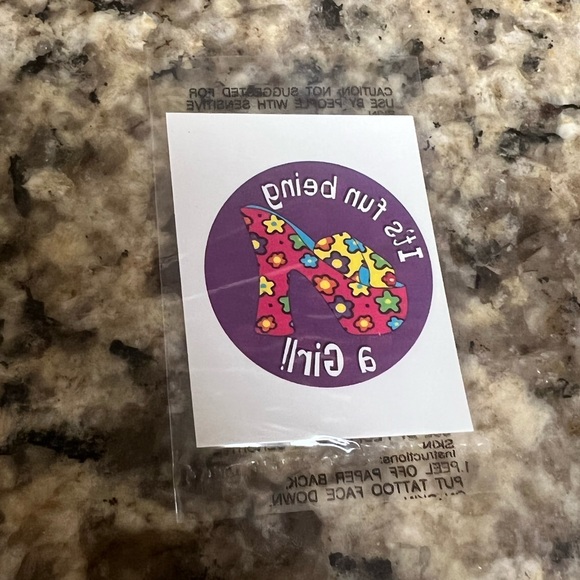 CAUTION: NOT SUGGESTED FOR
USE BY PEOPLE WITH SENSITIVE
SKIN
It's fun being
a Girl!
SKIN
Instructions:
1.PEEL OFF PAPER BACK,
PUT TATTOO FACE DOWN